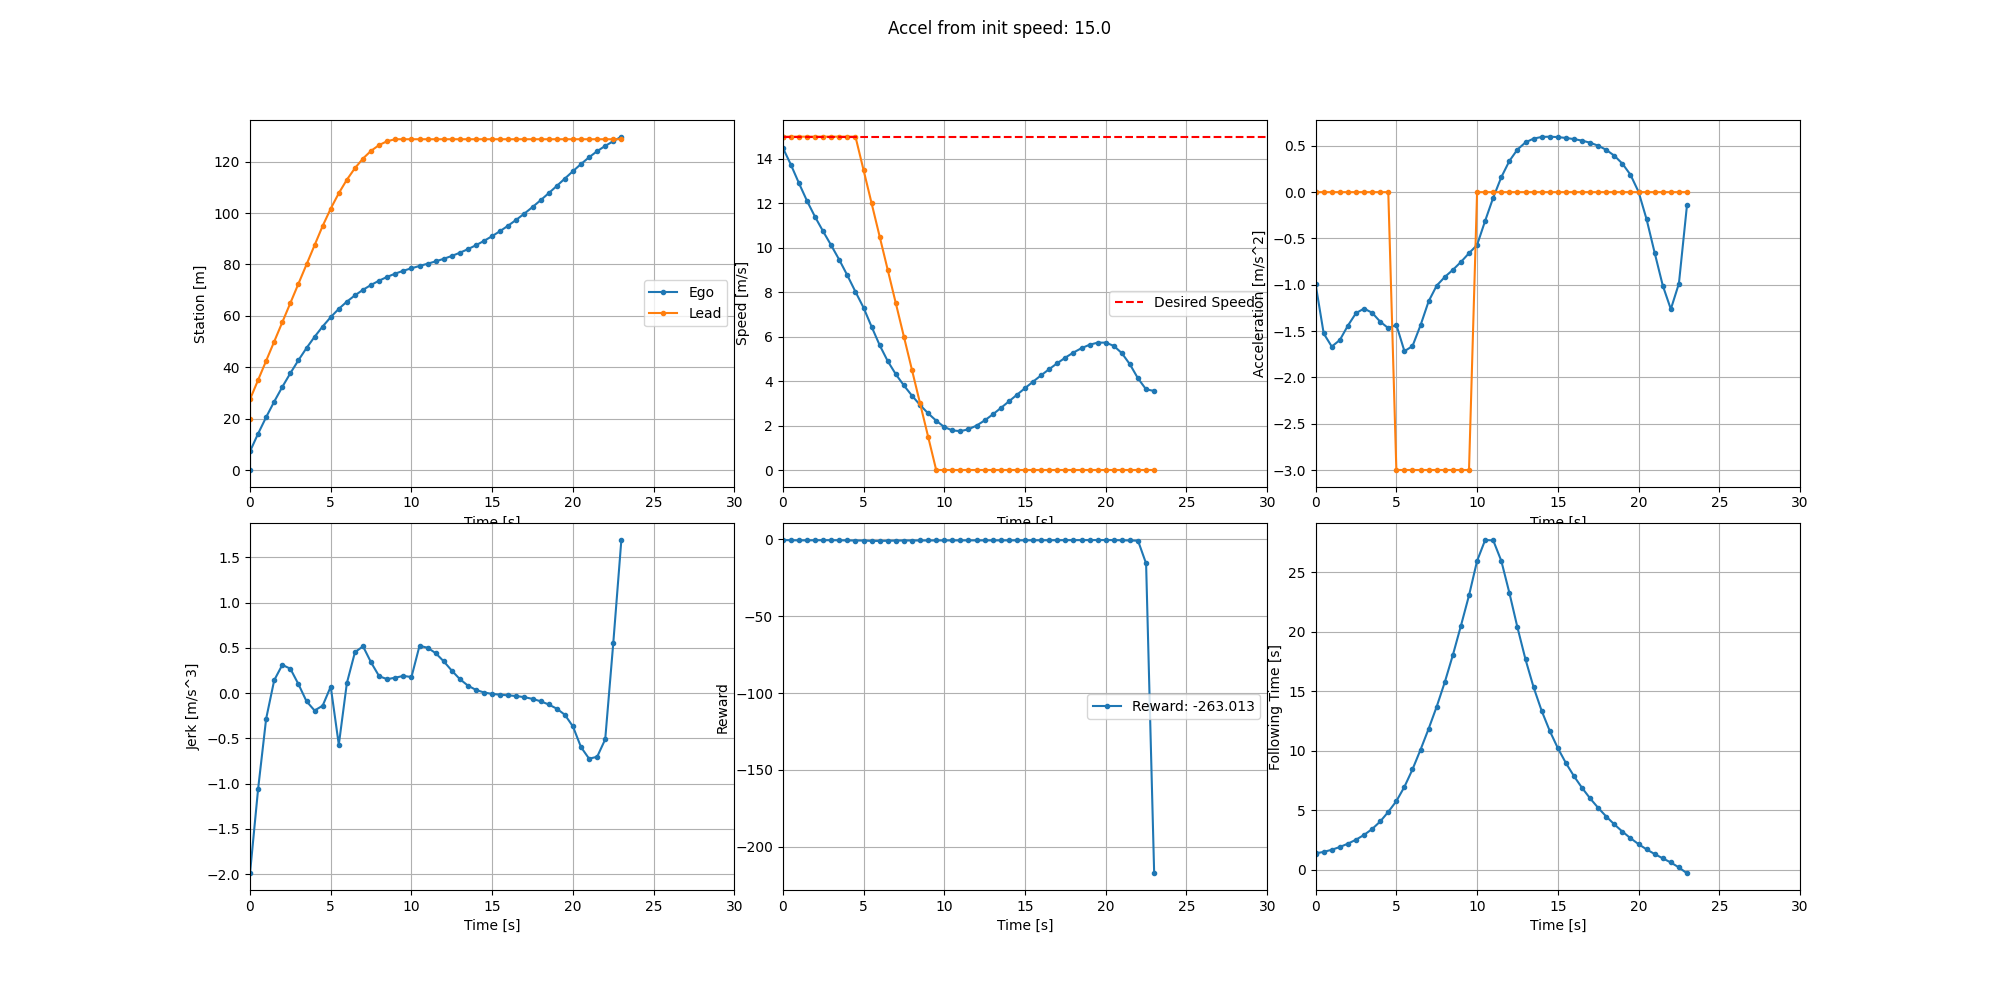 Accel from init speed: 15.0
Station [m]
120
100
80
60
40
20
0
Ego
Lead
0 5 10 15 20 25 30
Time [s]
Speed [m/s]
14
12
10
8
6
4
2
0
Desired Speed
0 5 10 15 20 25 30
Time [s]
Acceleration [m/s^2]
0.5
0.0
−0.5
−1.0
−1.5
−2.0
−2.5
−3.0
0 5 10 15 20 25 30
Time [s]
Jerk [m/s^3]
1.5
1.0
0.5
0.0
−0.5
−1.0
−1.5
−2.0
0 5 10 15 20 25 30
Time [s]
Reward
0
−50
−100
−150
−200
Reward: -263.013
0 5 10 15 20 25 30
Time [s]
Following Time [s]
25
20
15
10
5
0
0 5 10 15 20 25 30
Time [s]